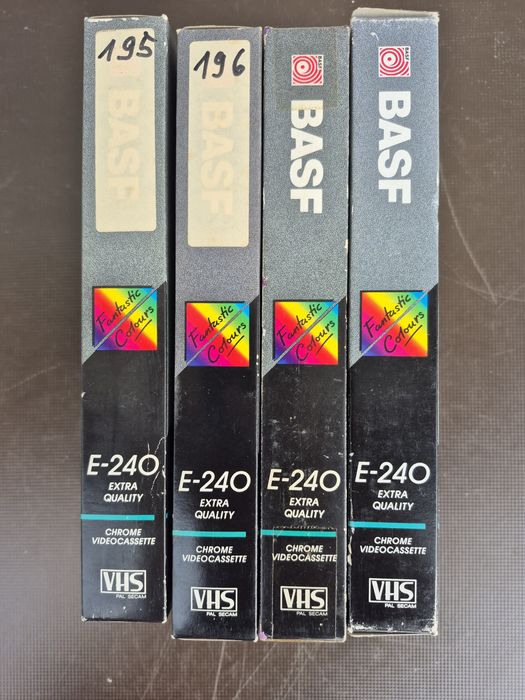 195
BASF
Fantastic
Colours
E-240
EXTRA
QUALITY
CHROME
VIDEOCASSETTE
VHS
PAL SECAM
196
BASF
Fantastic
Colours
E-240
EXTRA
QUALITY
CHROME
VIDEOCASSETTE
VHS
PAL SECAM
BASF
BASF
Fantastic
Colours
E-240
EXTRA
QUALITY
CHROME
VIDEOCASSETTE
VHS
PAL SECAM
BASF
BASF
Fantastic
Colours
E-240
EXTRA
QUALITY
CHROME
VIDEOCASSETTE
VHS
PAL SECAM